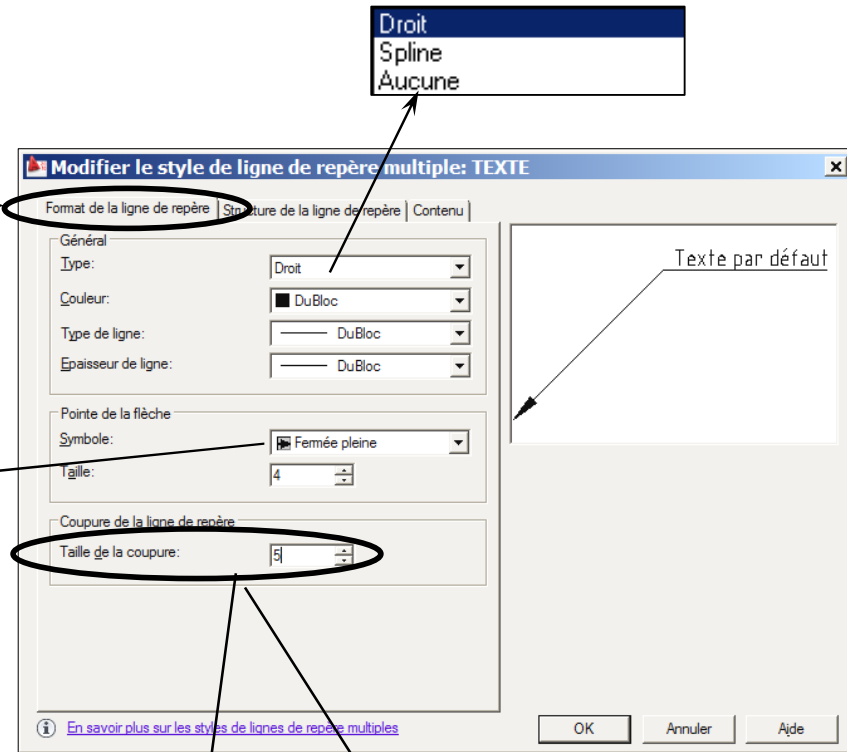 Droit
Spline
Aucune
Modifier le style de ligne de repère multiple: TEXTE
Format de la ligne de repère
Structure de la ligne de repère
Contenu
Général
Type:
Droit
Couleur:
DuBloc
Type de ligne:
DuBloc
Epaisseur de ligne:
DuBloc
Pointe de la flèche
Symbole:
Fermée pleine
Taille:
4
Coupure de la ligne de repère
Taille de la coupure:
5
Texte par défaut
En savoir plus sur les styles de lignes de repère multiples
OK
Annuler
Aide